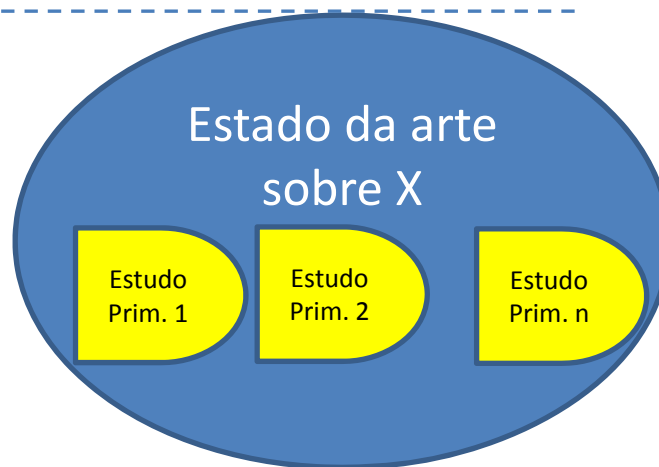 Estado da arte
sobre X
Estudo
Prim. 1
Estudo
Prim. 2
Estudo
Prim. n